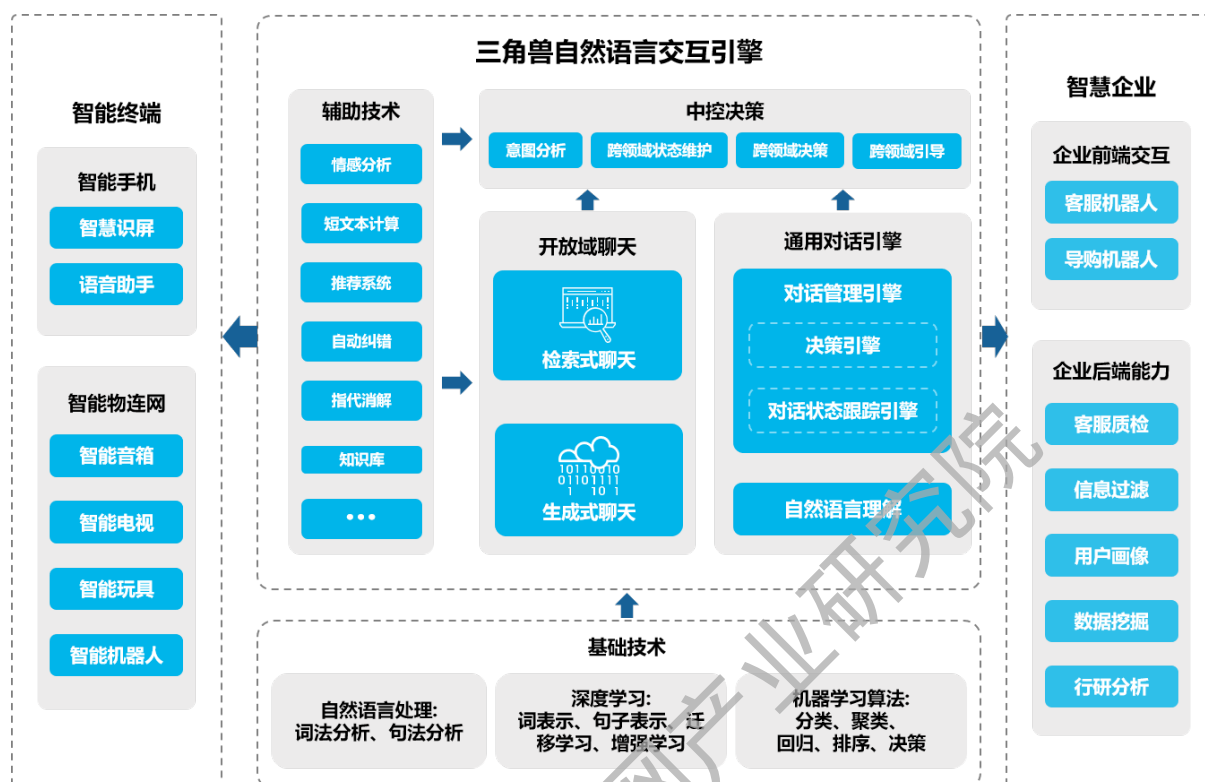 三角兽自然语言交互引擎
智能终端
智能手机
智慧识屏
语音助手
智能物连网
智能音箱
智能电视
智能玩具
智能机器人
辅助技术
情感分析
短文本计算
推荐系统
自动纠错
指代消解
知识库
•••
中控决策
意图分析
跨领域状态维护
跨领域决策
跨领域引导
开放域聊天
检索式聊天
10110010
01101111
1 10 1
生成式聊天
通用对话引擎
对话管理引擎
决策引擎
对话状态跟踪引擎
自然语言理解
智慧企业
企业前端交互
客服机器人
导购机器人
企业后端能力
客服质检
信息过滤
用户画像
数据挖掘
行研分析
基础技术
自然语言处理:
词法分析、句法分析
深度学习:
词表示、句子表示、迁
移学习、增强学习
机器学习算法:
分类、聚类、
回归、排序、决策
网产业研究院